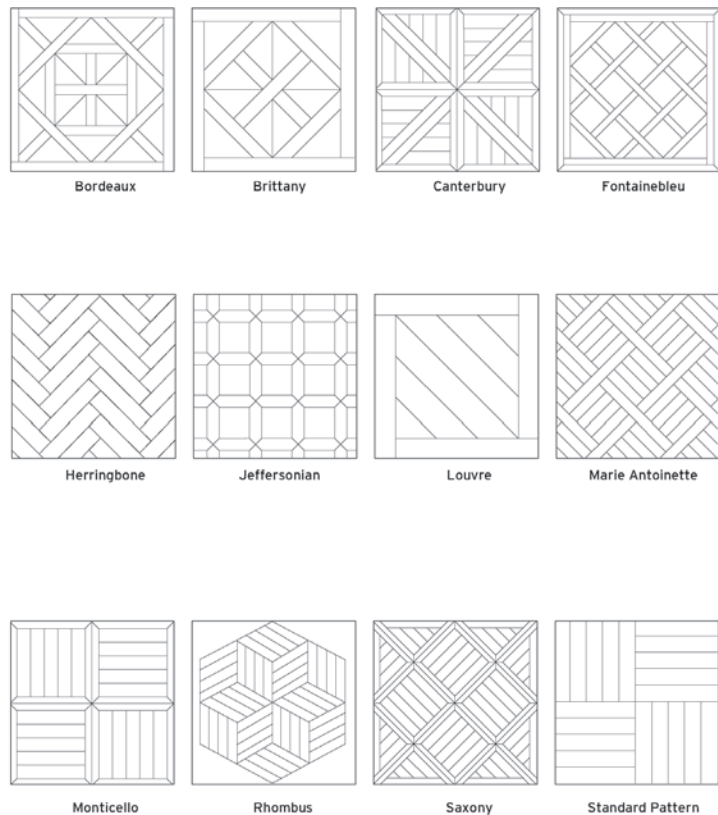 Bordeaux
Brittany
Canterbury
Fontainebleu
Herringbone
Jeffersonian
Louvre
Marie Antoinette
Monticello
Rhombus
Saxony
Standard Pattern